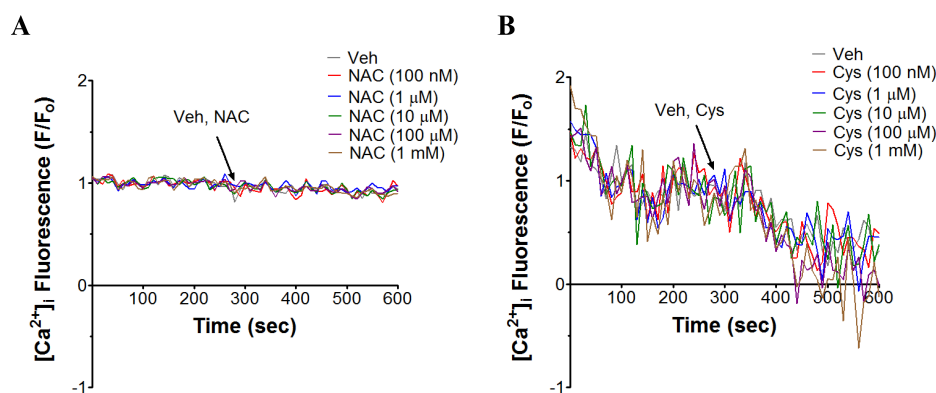 A
Veh
NAC (100 nM)
NAC (1 μM)
NAC (10 μM)
NAC (100 μM)
NAC (1 mM)
Veh, NAC
[Ca²⁺]ᵢ Fluorescence (F/Fₒ)
2
1
0
-1
100 200 300 400 500 600
Time (sec)
B
Veh
Cys (100 nM)
Cys (1 μM)
Cys (10 μM)
Cys (100 μM)
Cys (1 mM)
Veh, Cys
[Ca²⁺]ᵢ Fluorescence (F/Fₒ)
2
1
0
-1
100 200 300 400 500 600
Time (sec)